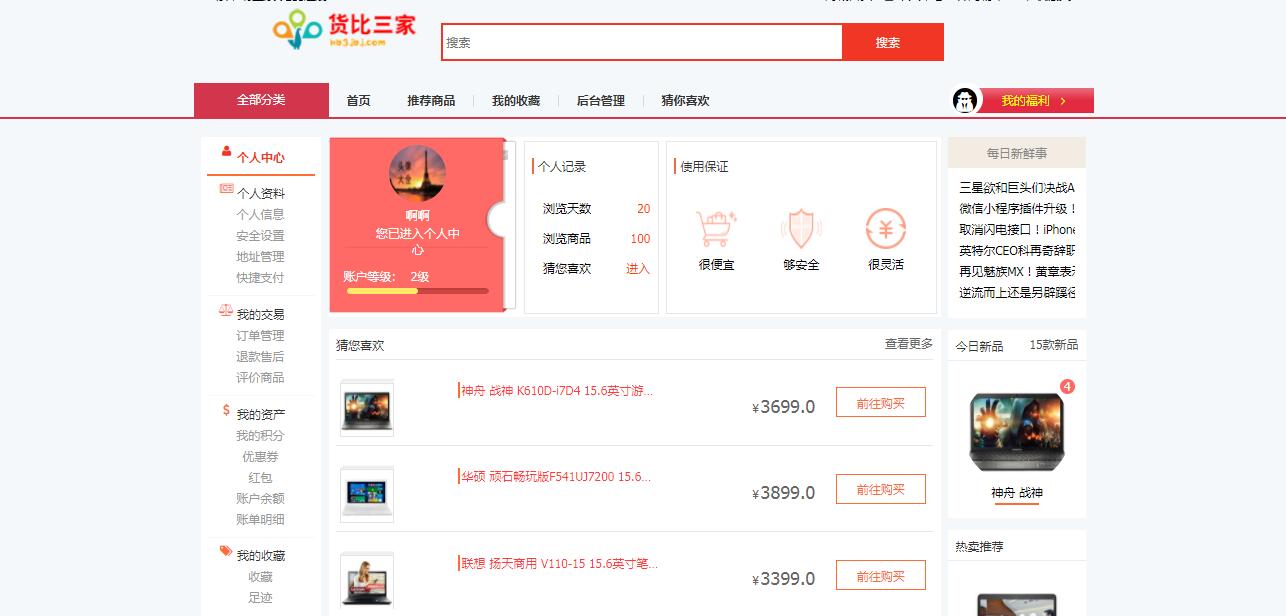 货比三家
hb3jbj.com
搜索
搜索
全部分类
首页
推荐商品
我的收藏
后台管理
猜你喜欢
我的福利 >
个人中心
个人资料
个人信息
安全设置
地址管理
快捷支付
我的交易
订单管理
退款售后
评价商品
我的资产
我的积分
优惠券
红包
账户余额
账单明细
我的收藏
收藏
足迹
头像
大全
啊啊
您已进入个人中
心
账户等级: 2级
个人记录
浏览天数 20
浏览商品 100
猜您喜欢 进入
使用保证
很便宜
够安全
很灵活
每日新鲜事
三星欲和巨头们决战A
微信小程序插件升级！
取消闪电接口！iPhone
英特尔CEO科再奇辞职
再见魅族MX！黄章表
逆流而上还是另辟蹊径
猜你喜欢
查看更多
神舟 战神 K610D-i7D4 15.6英寸游...
¥3699.0
前往购买
华硕 顽石畅玩版F541UJ7200 15.6...
¥3899.0
前往购买
联想 扬天商用 V110-15 15.6英寸笔...
¥3399.0
前往购买
今日新品
15款新品
4
神舟 战神
热卖推荐